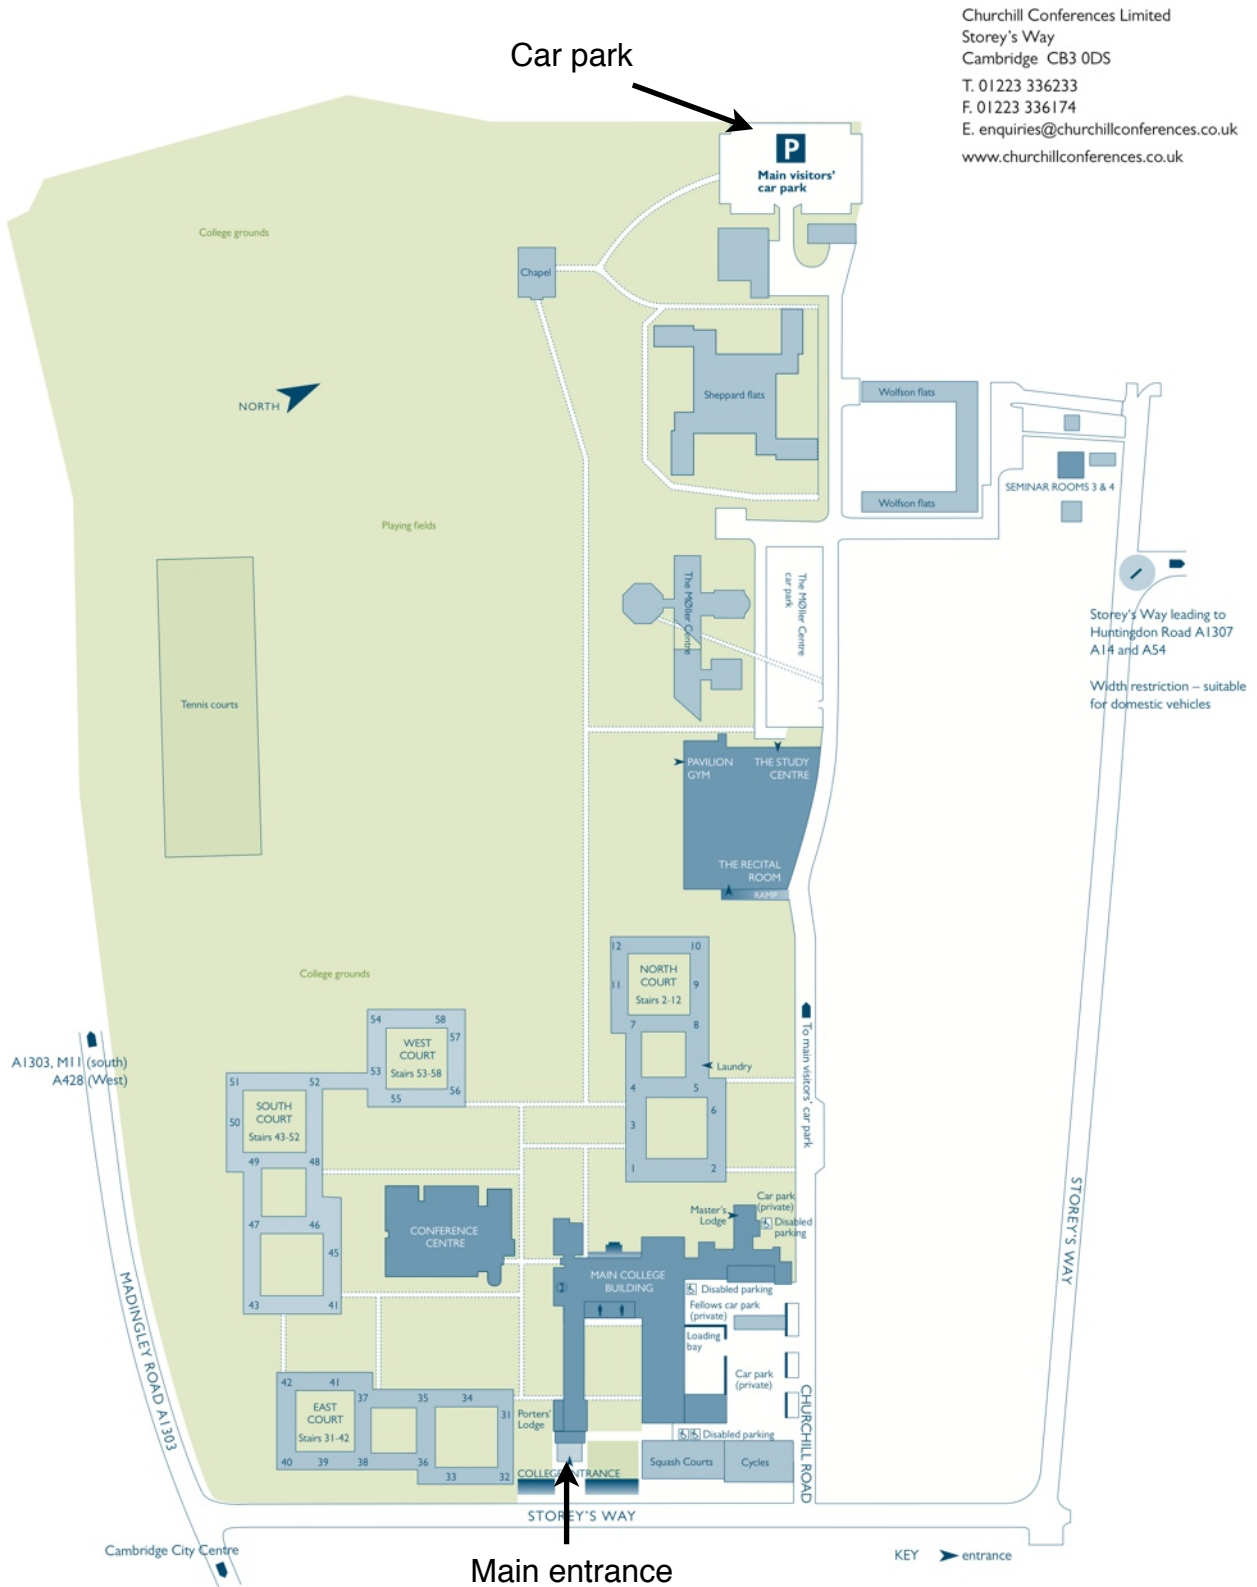 Churchill Conferences Limited
Storey's Way
Cambridge CB3 0DS
T. 01223 336233
F. 01223 336174
E. enquiries@churchillconferences.co.uk
www.churchillconferences.co.uk
Car park
P
Main visitors'
car park
College grounds
Chapel
NORTH
Sheppard flats
Wolfson flats
SEMINAR ROOMS 3 & 4
Wolfson flats
Playing fields
The MØller Centre
The MØller Centre
car park
Storey's Way leading to
Huntingdon Road A1307
A14 and A54
Width restriction – suitable
for domestic vehicles
Tennis courts
PAVILION
GYM
THE STUDY
CENTRE
THE RECITAL
ROOM
RAMP
College grounds
12
10
NORTH
COURT
Stairs 2-12
11
9
7
8
Laundry
4
5
6
3
1
2
To main visitors' car park
54
58
57
WEST
COURT
Stairs 53-58
53
56
55
A1303, M11 (south)
A428 (West)
51
52
SOUTH
COURT
Stairs 43-52
50
49
48
47
46
45
43
41
CONFERENCE
CENTRE
Master's
Lodge
Car park
(private)
Disabled
parking
MAIN COLLEGE
BUILDING
Disabled parking
Fellows car park
(private)
Loading
bay
Car park
(private)
CHURCHILL ROAD
STOREY'S WAY
MADINGLEY ROAD A1303
42
41
37
35
34
31
EAST
COURT
Stairs 31-42
40
39
38
36
33
32
Porters'
Lodge
Disabled parking
Squash Courts
Cycles
COLLEGE ENTRANCE
STOREY'S WAY
Cambridge City Centre
Main entrance
KEY
entrance